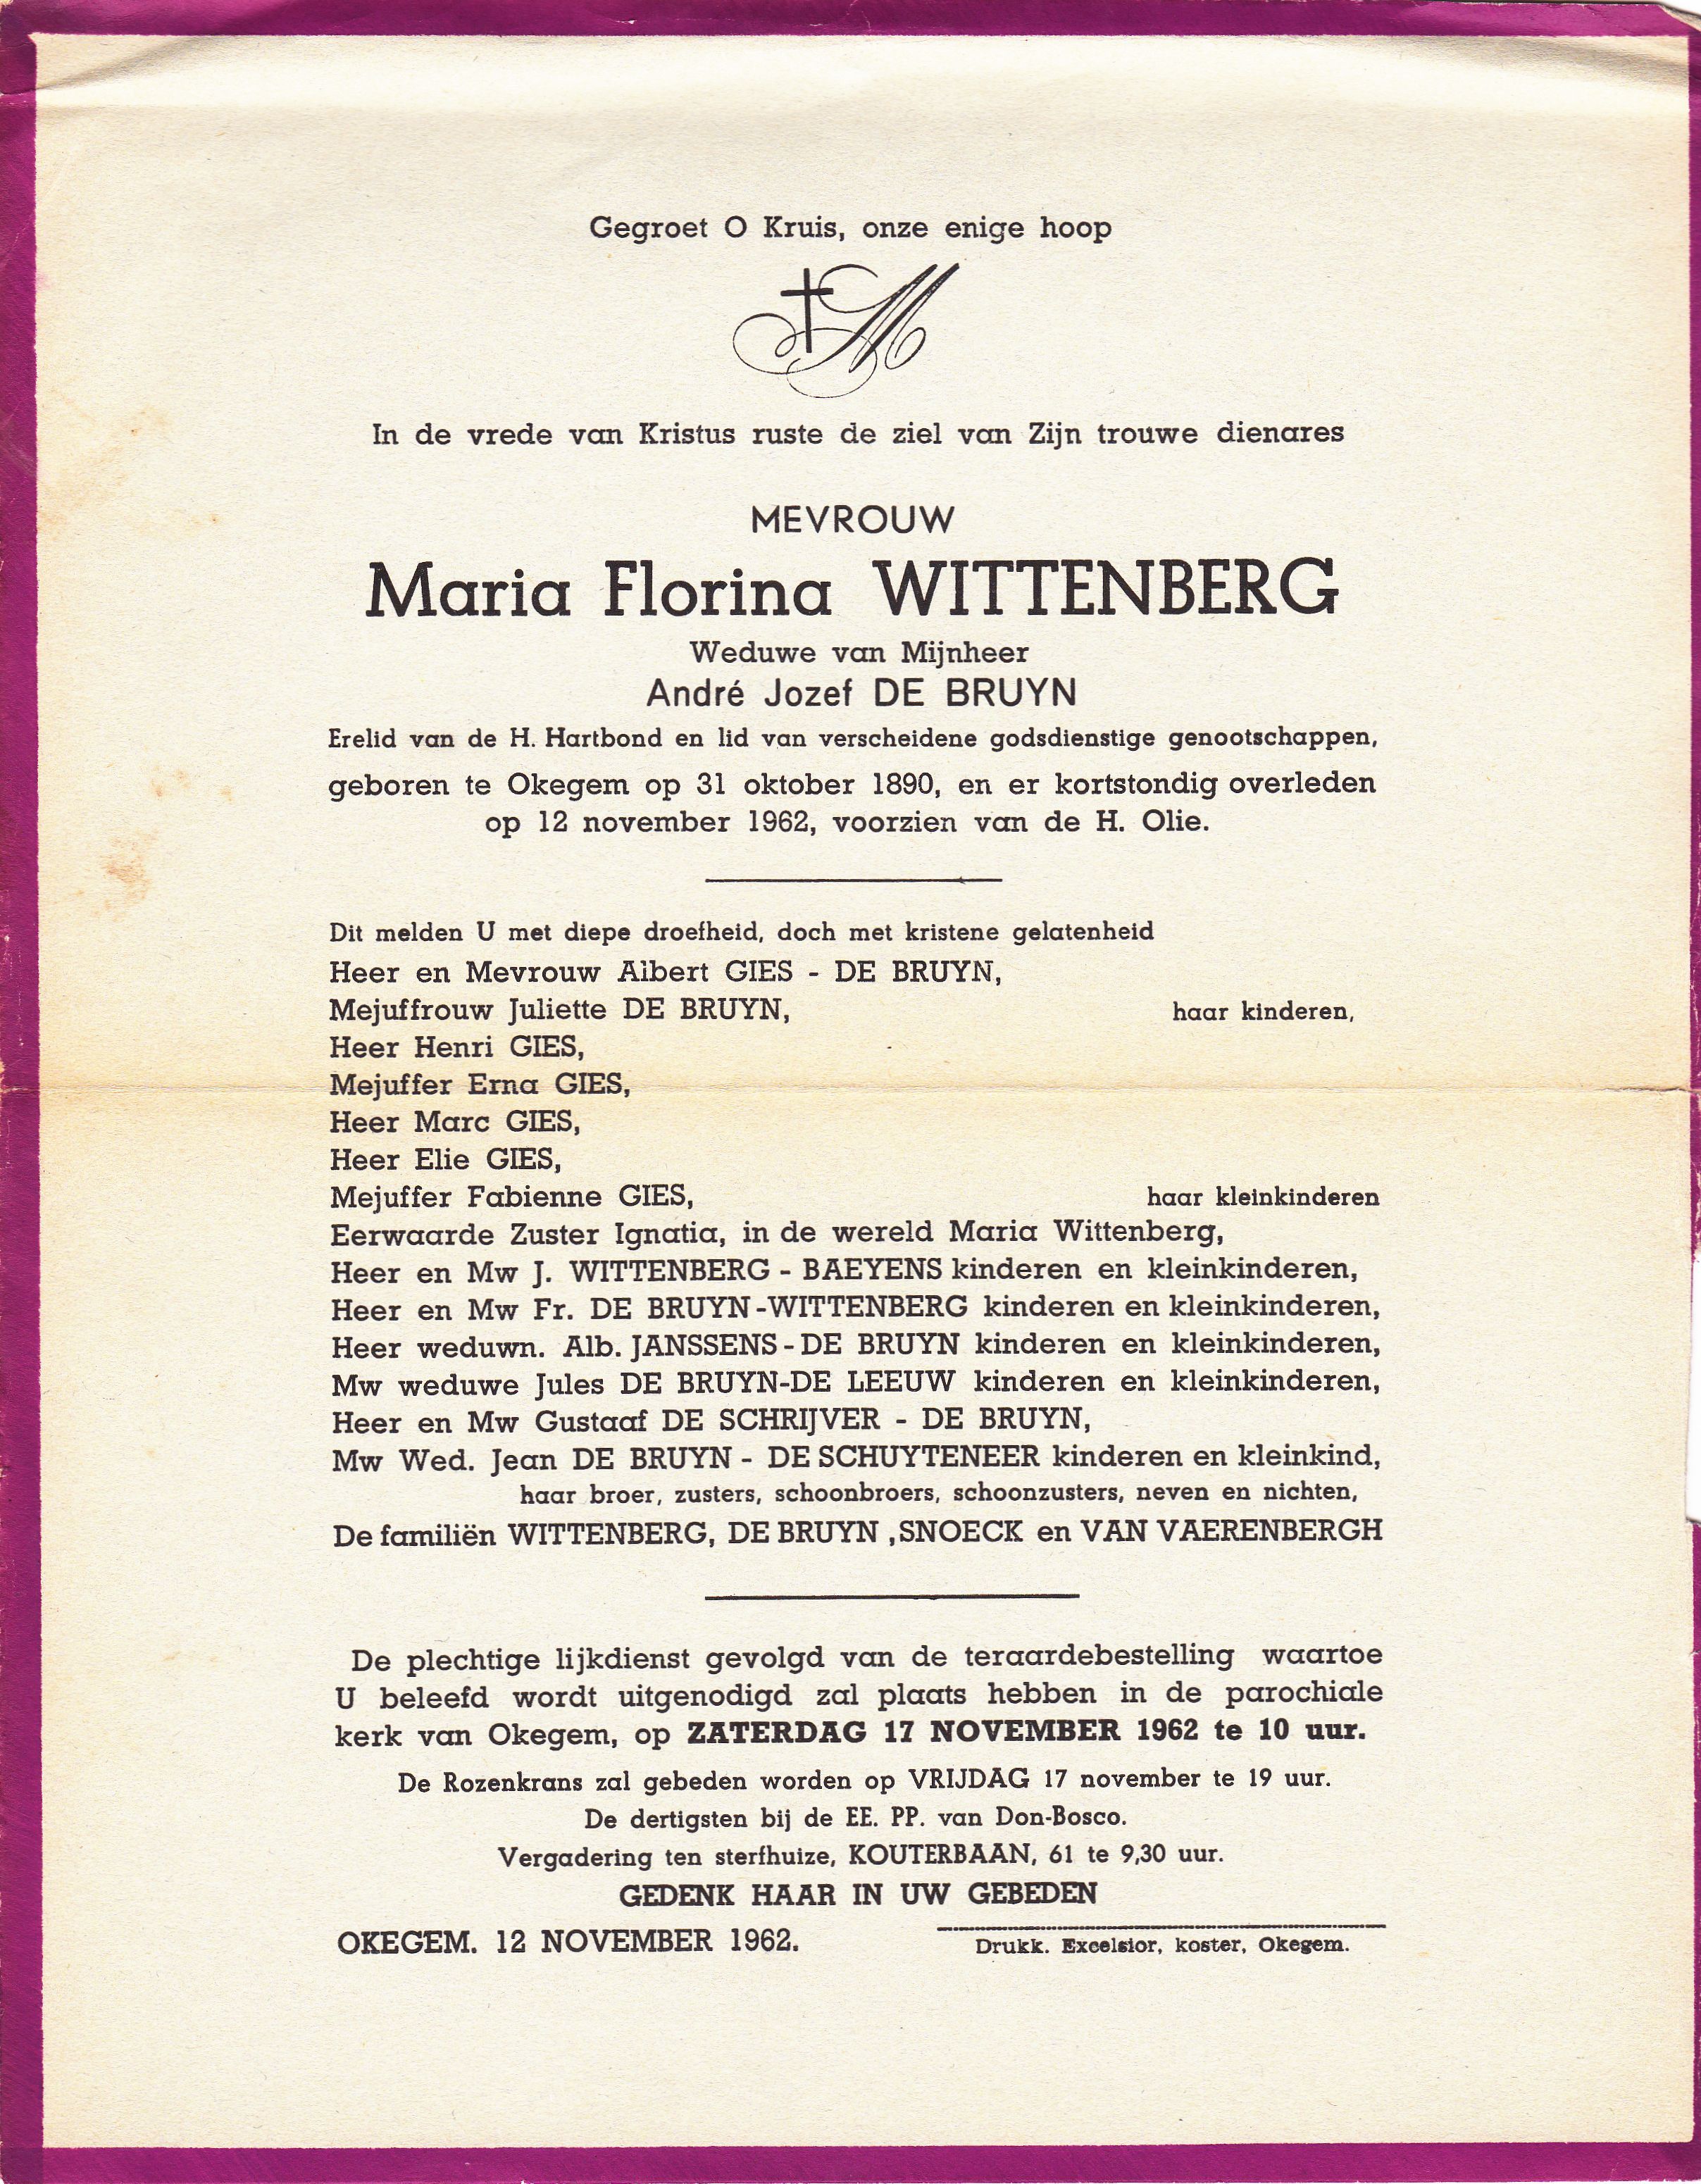 Gegroet O Kruis, onze enige hoop
M
In de vrede van Kristus ruste de ziel van Zijn trouwe dienares
MEVROUW
Maria Florina WITTENBERG
Weduwe van Mijnheer
André Jozef DE BRUYN
Erelid van de H. Hartbond en lid van verscheidene godsdienstige genootschappen,
geboren te Okegem op 31 oktober 1890, en er kortstondig overleden
op 12 november 1962, voorzien van de H. Olie.
Dit melden U met diepe droefheid, doch met kristene gelatenheid
Heer en Mevrouw Albert GIES - DE BRUYN,
Mejuffrouw Juliette DE BRUYN, haar kinderen,
Heer Henri GIES,
Mejuffer Erna GIES,
Heer Marc GIES,
Heer Elie GIES,
Mejuffer Fabienne GIES, haar kleinkinderen
Eerwaarde Zuster Ignatia, in de wereld Maria Wittenberg,
Heer en Mw J. WITTENBERG - BAEYENS kinderen en kleinkinderen,
Heer en Mw Fr. DE BRUYN-WITTENBERG kinderen en kleinkinderen,
Heer weduwn. Alb. JANSSENS-DE BRUYN kinderen en kleinkinderen,
Mw weduwe Jules DE BRUYN-DE LEEUW kinderen en kleinkinderen,
Heer en Mw Gustaaf DE SCHRIJVER - DE BRUYN,
Mw Wed. Jean DE BRUYN - DE SCHUYTENEER kinderen en kleinkind,
haar broer, zusters, schoonbroers, schoonzusters, neven en nichten,
De familiën WITTENBERG, DE BRUYN ,SNOECK en VAN VAERENBERGH
De plechtige lijkdienst gevolgd van de teraardebestelling waartoe
U beleefd wordt uitgenodigd zal plaats hebben in de parochiale
kerk van Okegem, op ZATERDAG 17 NOVEMBER 1962 te 10 uur.
De Rozenkrans zal gebeden worden op VRIJDAG 17 november te 19 uur.
De dertigsten bij de EE. PP. van Don-Bosco.
Vergadering ten sterfhuize, KOUTERBAAN, 61 te 9,30 uur.
GEDENK HAAR IN UW GEBEDEN
OKEGEM. 12 NOVEMBER 1962.
Drukk. Excelsior, koster, Okegem.